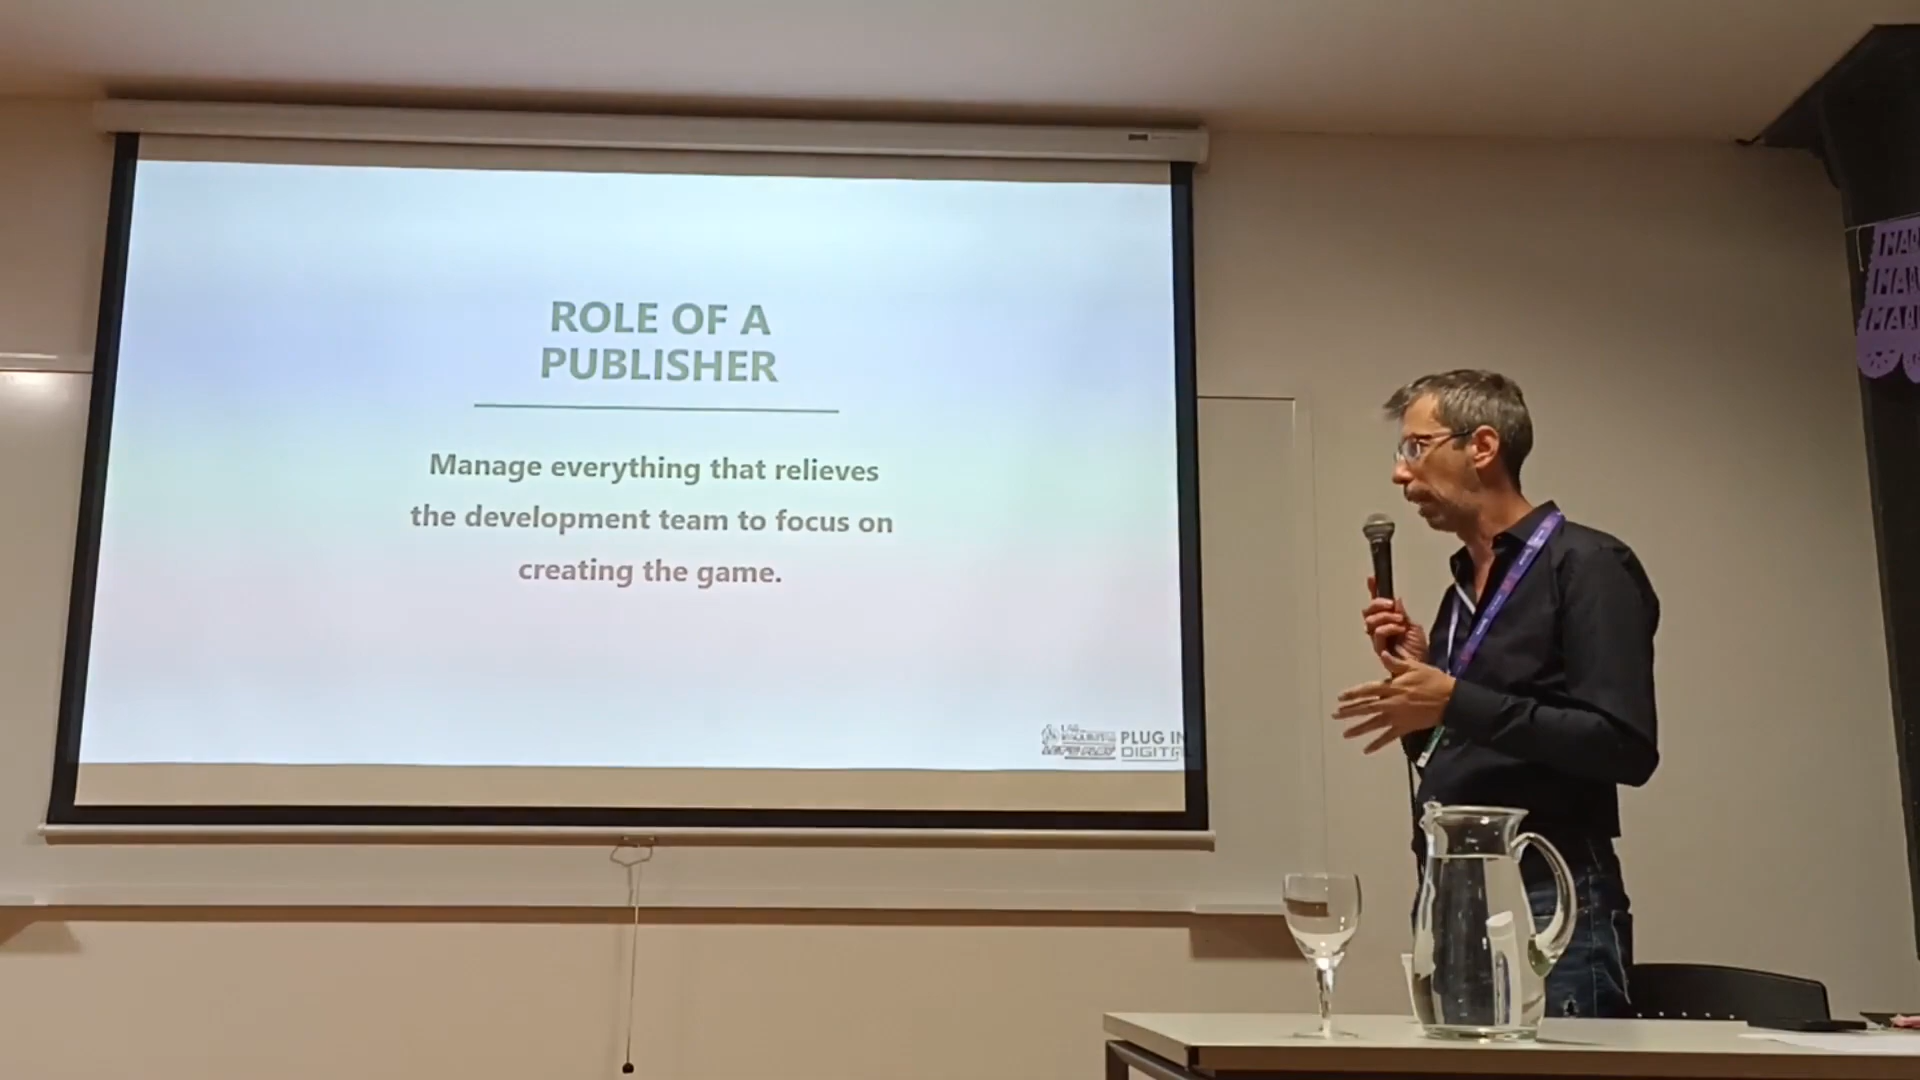 ROLE OF A
PUBLISHER
Manage everything that relieves
the development team to focus on
creating the game.
PLUG IN
DIGITAL